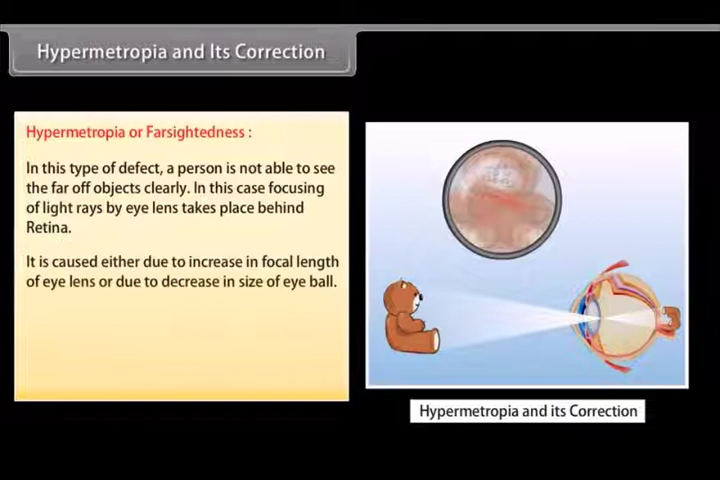 Hypermetropia and Its Correction
Hypermetropia or Farsightedness :
In this type of defect, a person is not able to see
the far off objects clearly. In this case focusing
of light rays by eye lens takes place behind
Retina.
It is caused either due to increase in focal length
of eye lens or due to decrease in size of eye ball.
Hypermetropia and its Correction